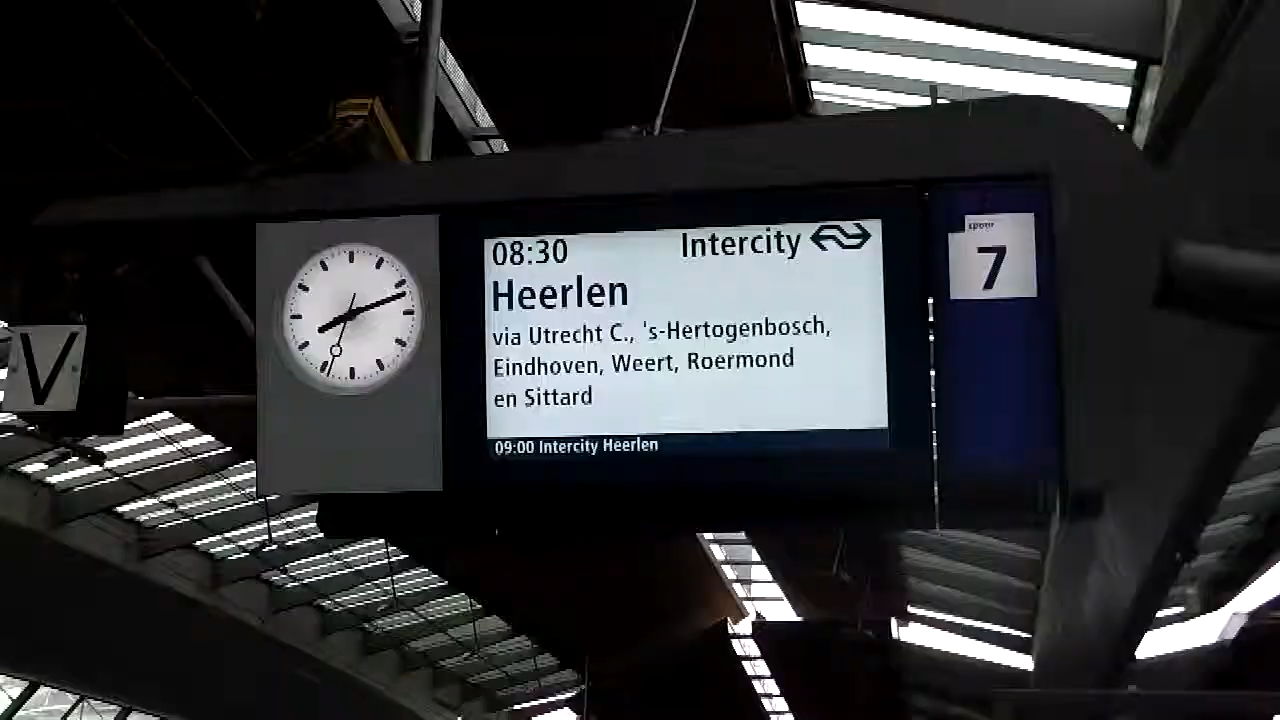 V
08:30 Intercity
Heerlen
via Utrecht C., 's-Hertogenbosch,
Eindhoven, Weert, Roermond
en Sittard
09:00 Intercity Heerlen
spoor
7